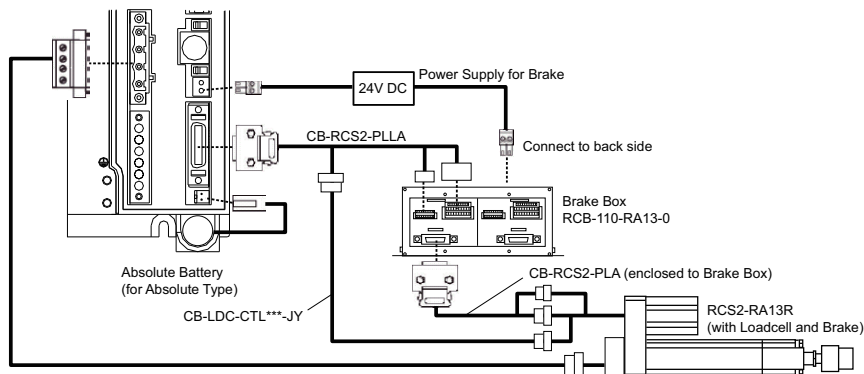 Power Supply for Brake
24V DC
CB-RCS2-PLLA
Connect to back side
Brake Box
RCB-110-RA13-0
Absolute Battery
(for Absolute Type)
CB-RCS2-PLA (enclosed to Brake Box)
CB-LDC-CTL***-JY
RCS2-RA13R
(with Loadcell and Brake)